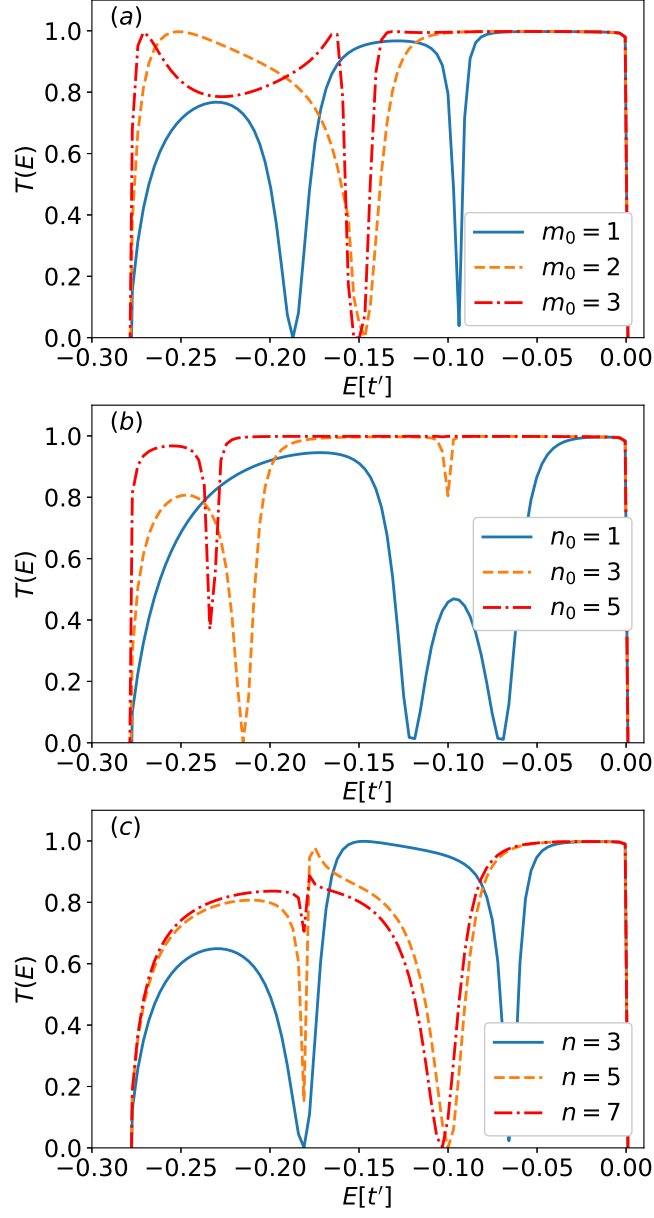 (a)
T(E)
1.0
0.8
0.6
0.4
0.2
0.0
m₀ = 1
m₀ = 2
m₀ = 3
−0.30 −0.25 −0.20 −0.15 −0.10 −0.05 0.00 0.01
E[t′]
(b)
T(E)
1.0
0.8
0.6
0.4
0.2
0.0
n₀ = 1
n₀ = 3
n₀ = 5
−0.30 −0.25 −0.20 −0.15 −0.10 −0.05 0.00
E[t′]
(c)
T(E)
1.0
0.8
0.6
0.4
0.2
0.0
n = 3
n = 5
n = 7
−0.30 −0.25 −0.20 −0.15 −0.10 −0.05 0.00
E[t′]